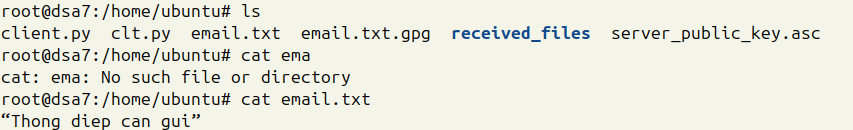 root@dsa7:/home/ubuntu# ls
client.py  clt.py  email.txt  email.txt.gpg  received_files  server_public_key.asc
root@dsa7:/home/ubuntu# cat ema
cat: ema: No such file or directory
root@dsa7:/home/ubuntu# cat email.txt
“Thong diep can gui”